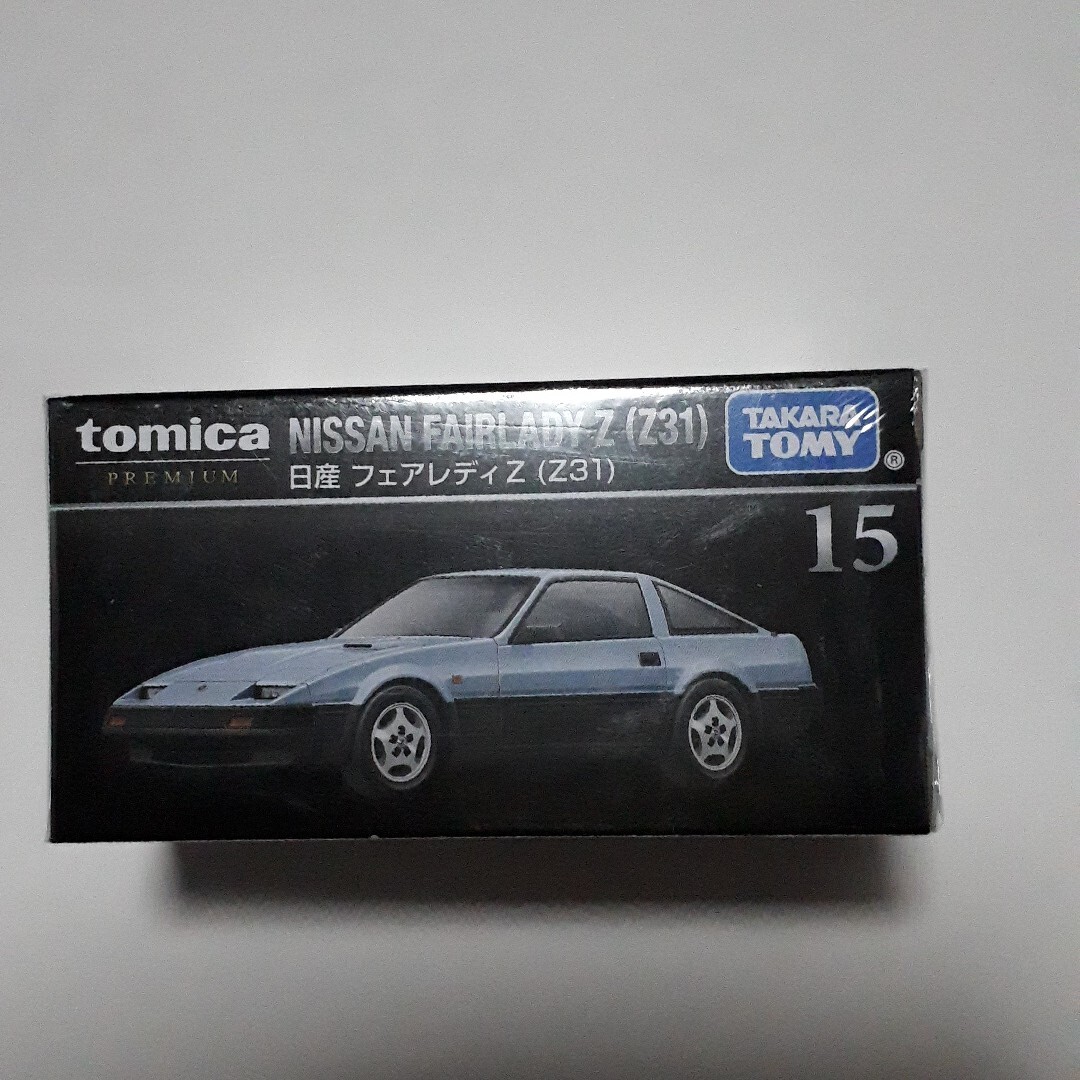 tomica
PREMIUM
NISSAN FAIRLADY Z (Z31)
日産 フェアレディZ (Z31)
TAKARA
TOMY
®
15